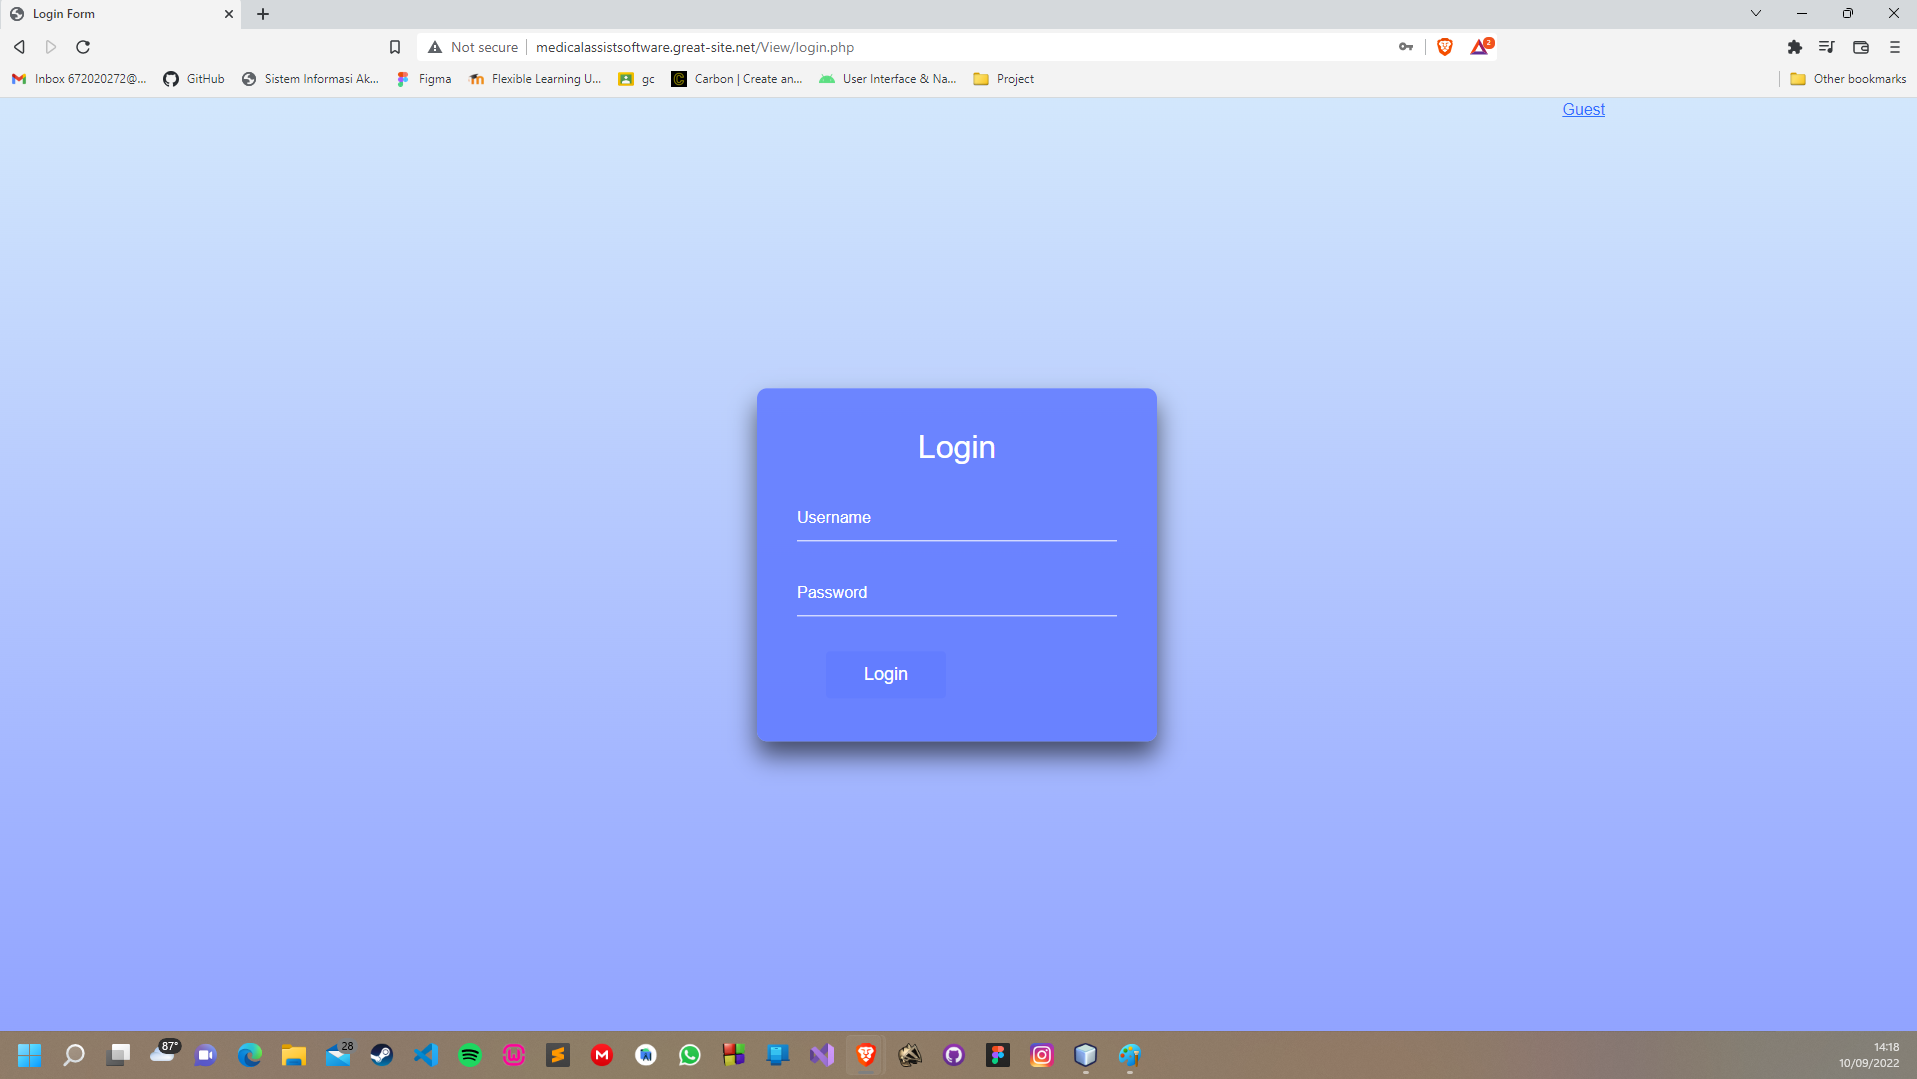 Login Form
Not secure
medicalassistsoftware.great-site.net/View/login.php
2
Inbox 672020272@...
GitHub
Sistem Informasi Ak...
Figma
Flexible Learning U...
gc
Carbon | Create an...
User Interface & Na...
Project
Other bookmarks
Guest
Login
Username
Password
Login
87°
28
14:18
10/09/2022